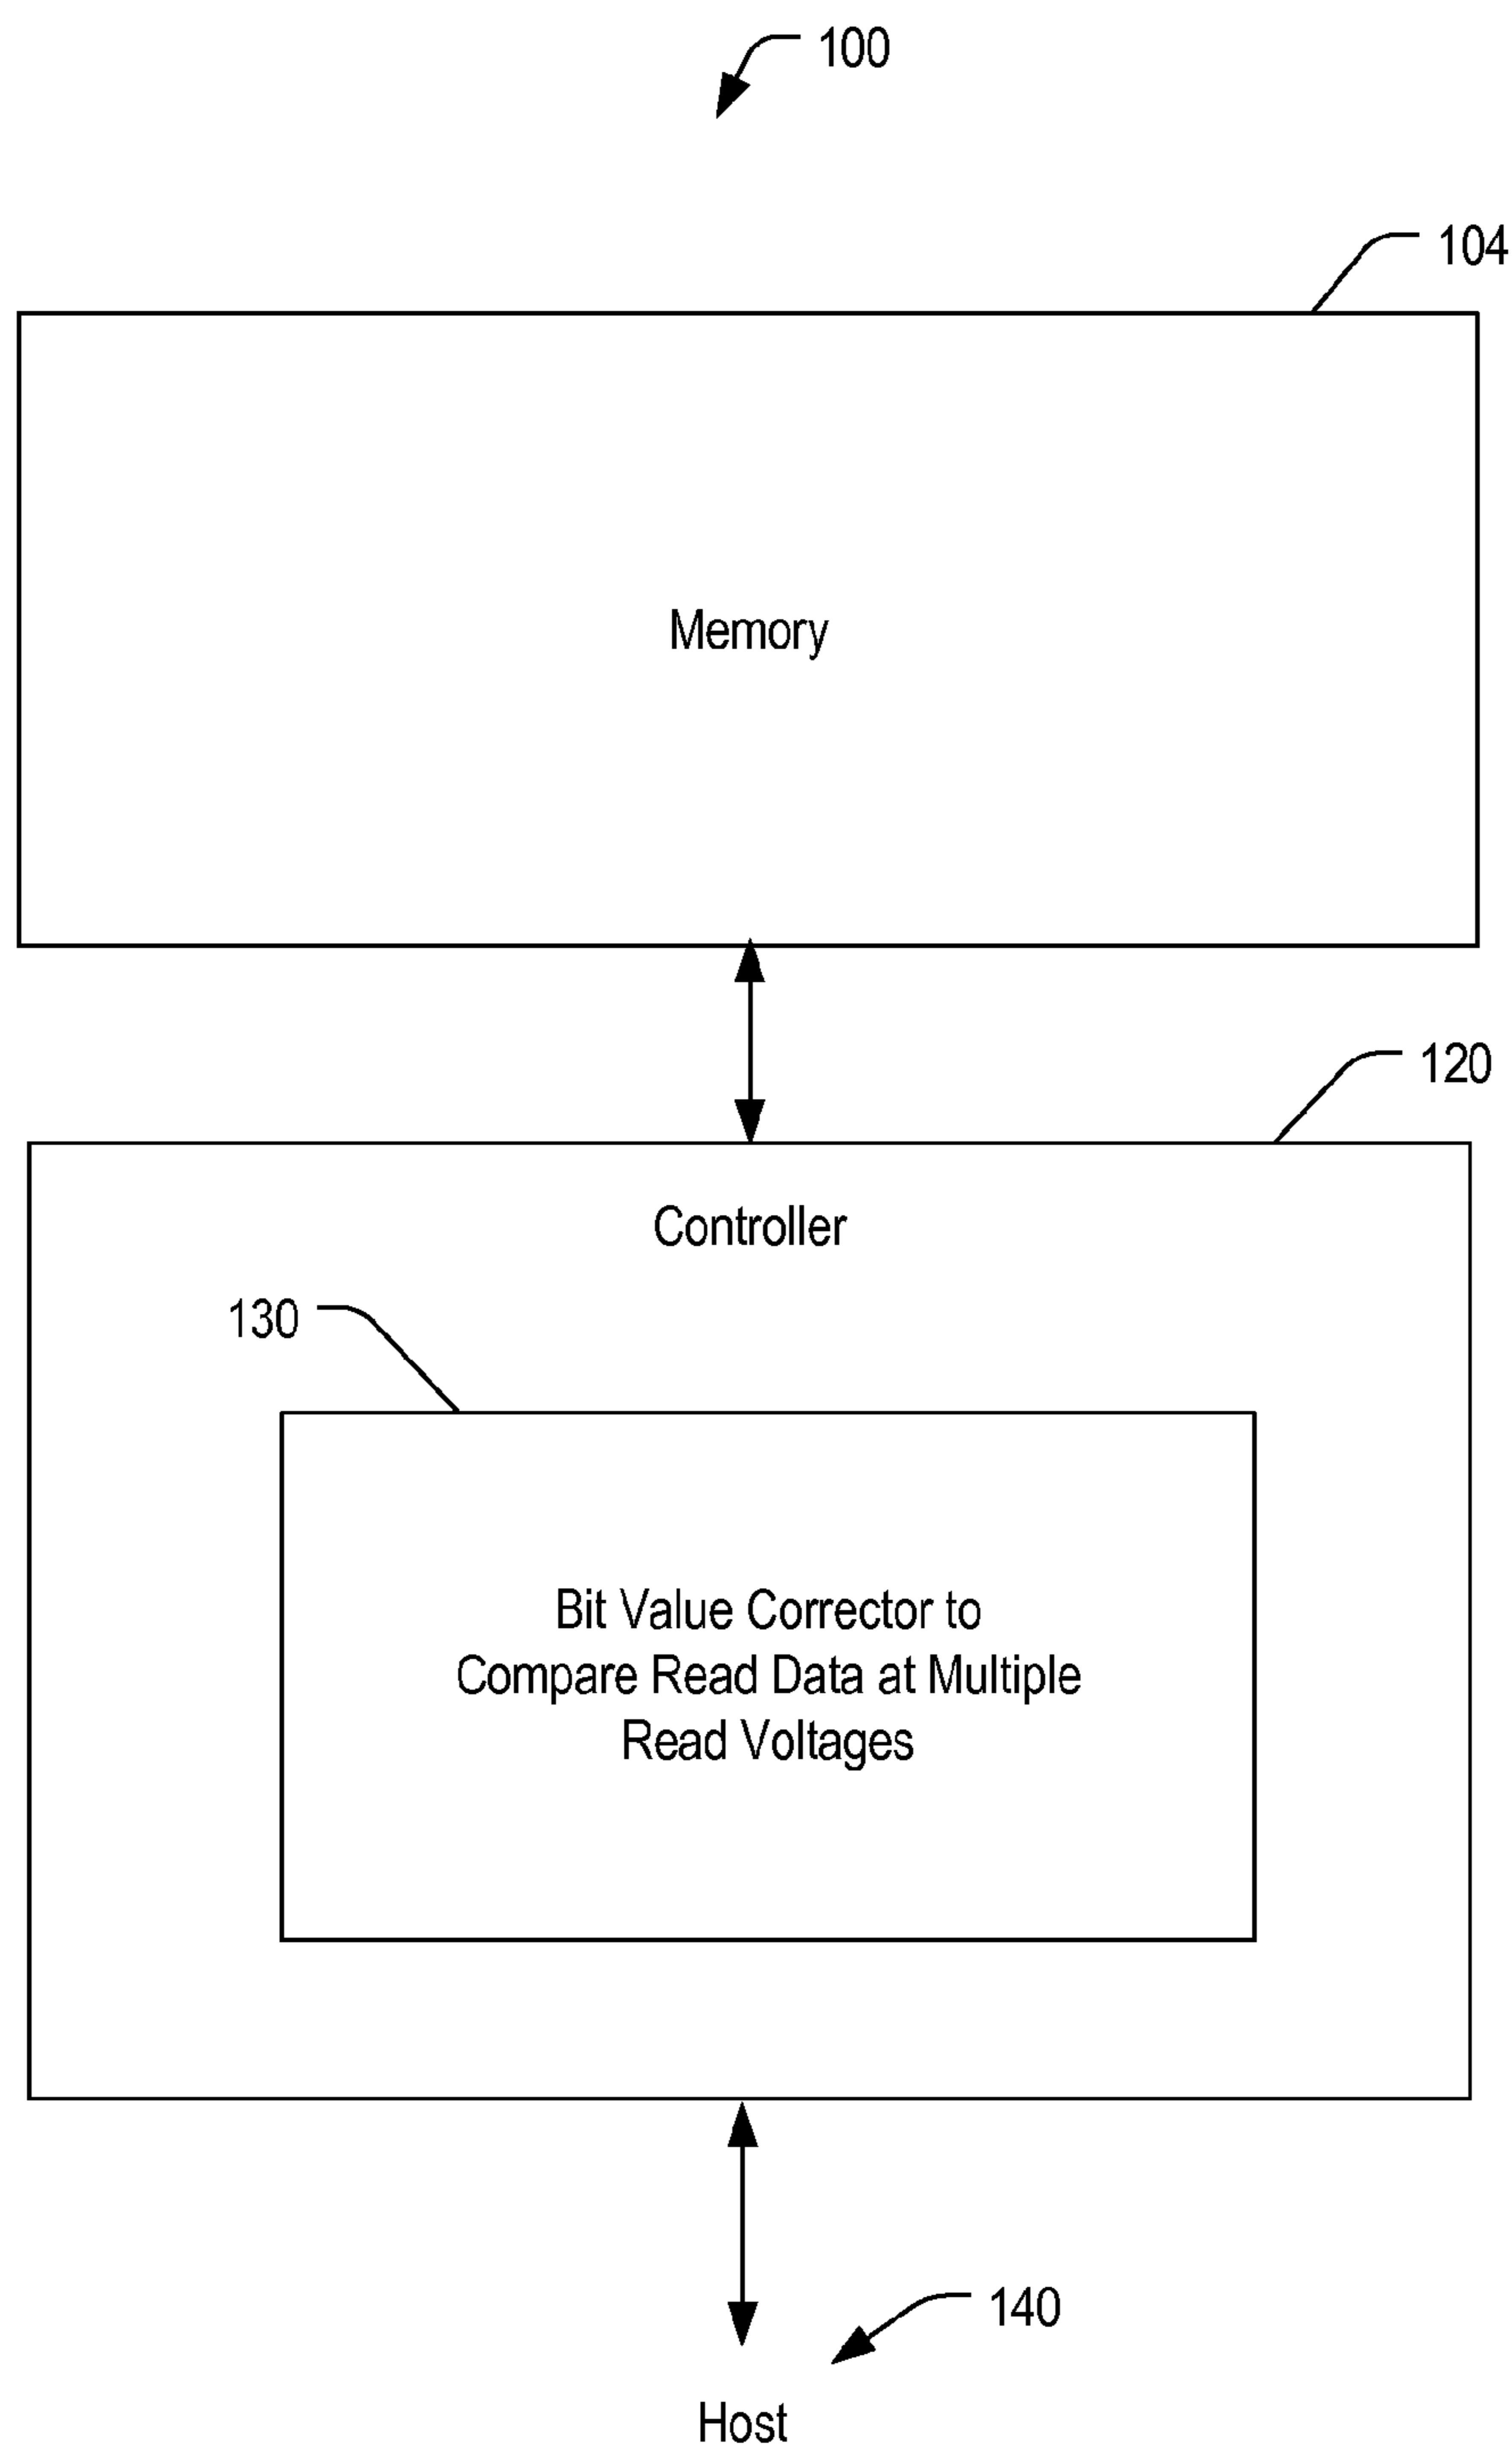 100
104
Memory
120
Controller
130
Bit Value Corrector to
Compare Read Data at Multiple
Read Voltages
140
Host